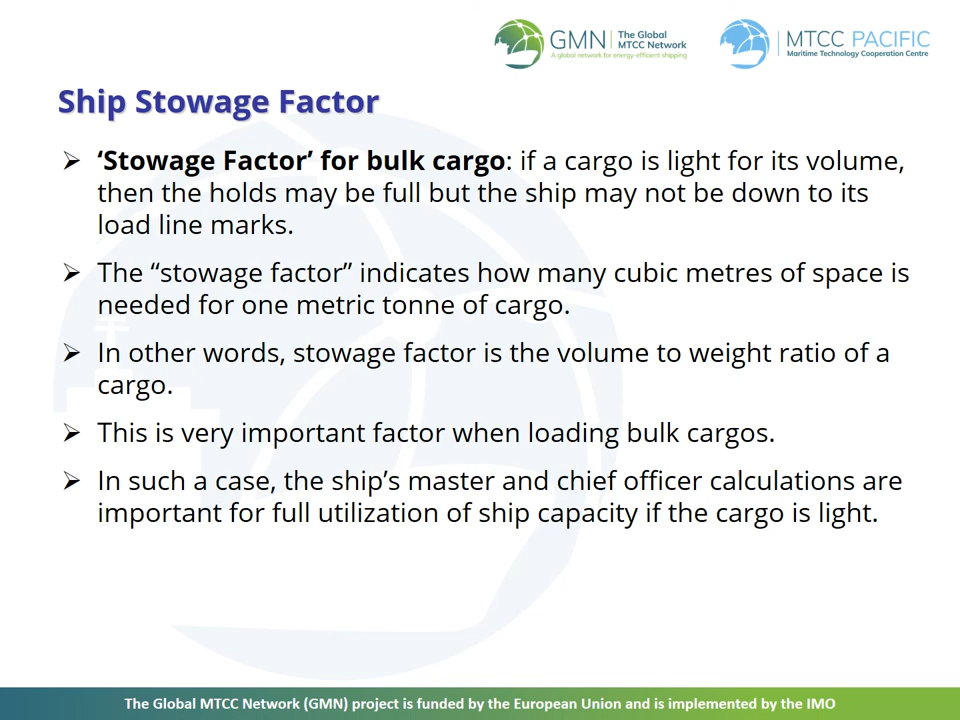 GMN
The Global
MTCC Network
A global network for energy-efficient shipping
MTCC PACIFIC
Maritime Technology Cooperation Centre
Ship Stowage Factor
➢ ‘Stowage Factor’ for bulk cargo: if a cargo is light for its volume,
then the holds may be full but the ship may not be down to its
load line marks.
➢ The “stowage factor” indicates how many cubic metres of space is
needed for one metric tonne of cargo.
➢ In other words, stowage factor is the volume to weight ratio of a
cargo.
➢ This is very important factor when loading bulk cargos.
➢ In such a case, the ship’s master and chief officer calculations are
important for full utilization of ship capacity if the cargo is light.
The Global MTCC Network (GMN) project is funded by the European Union and is implemented by the IMO